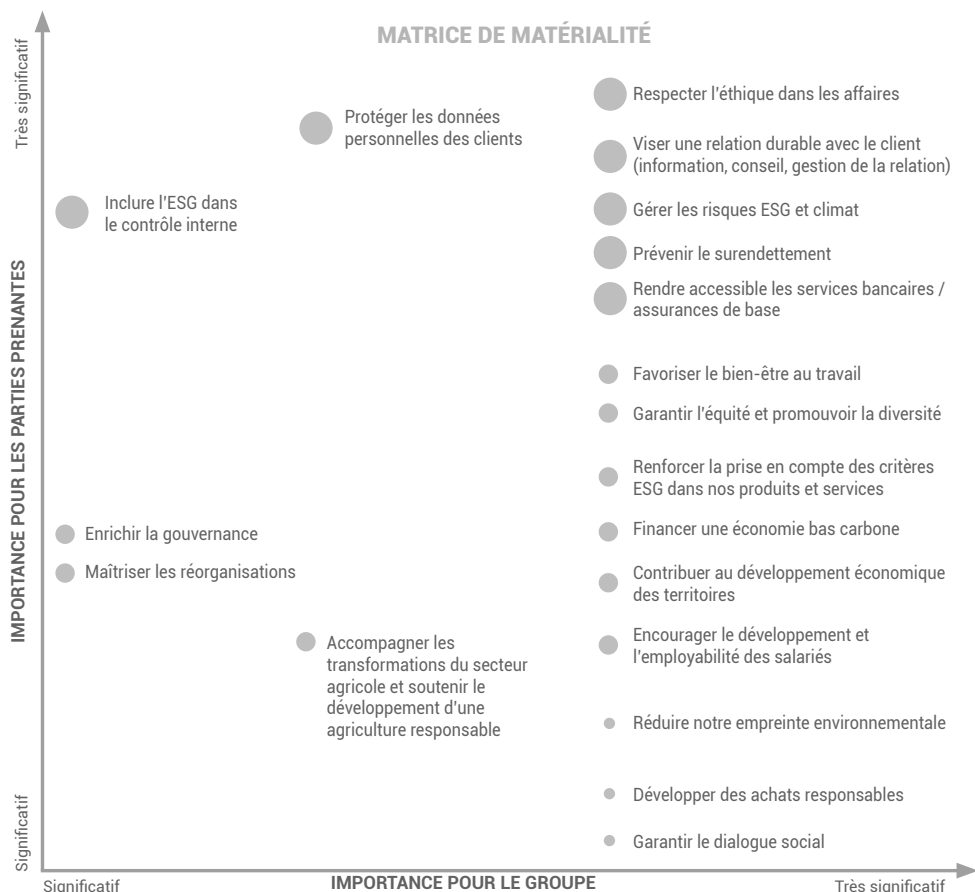 MATRICE DE MATÉRIALITÉ
Très significatif
Respecter l'éthique dans les affaires
Protéger les données
personnelles des clients
Viser une relation durable avec le client
(information, conseil, gestion de la relation)
Inclure l'ESG dans
le contrôle interne
Gérer les risques ESG et climat
Prévenir le surendettement
Rendre accessible les services bancaires /
assurances de base
IMPORTANCE POUR LES PARTIES PRENANTES
Favoriser le bien-être au travail
Garantir l'équité et promouvoir la diversité
Renforcer la prise en compte des critères
ESG dans nos produits et services
Enrichir la gouvernance
Financer une économie bas carbone
Maîtriser les réorganisations
Contribuer au développement économique
des territoires
Accompagner les
transformations du secteur
agricole et soutenir le
développement d'une
agriculture responsable
Encourager le développement et
l'employabilité des salariés
Réduire notre empreinte environnementale
Développer des achats responsables
Garantir le dialogue social
Significatif
Significatif
IMPORTANCE POUR LE GROUPE
Très significatif